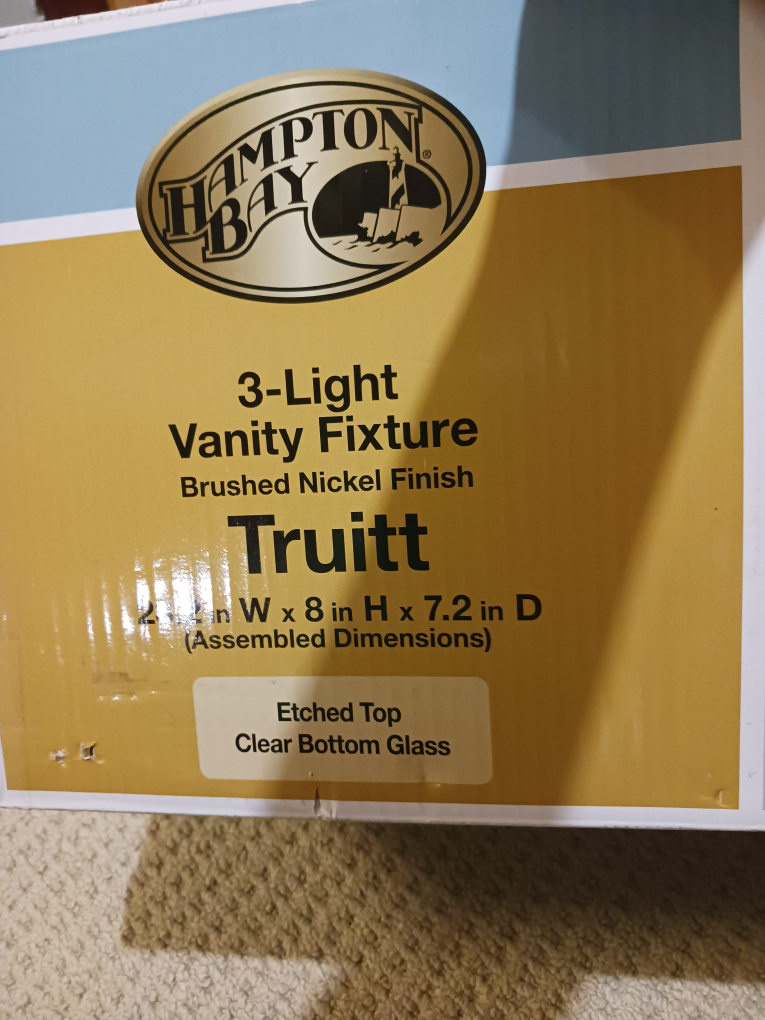 HAMPTON
BAY
®
3-Light
Vanity Fixture
Brushed Nickel Finish
Truitt
W x 8 in H x 7.2 in D
(Assembled Dimensions)
Etched Top
Clear Bottom Glass